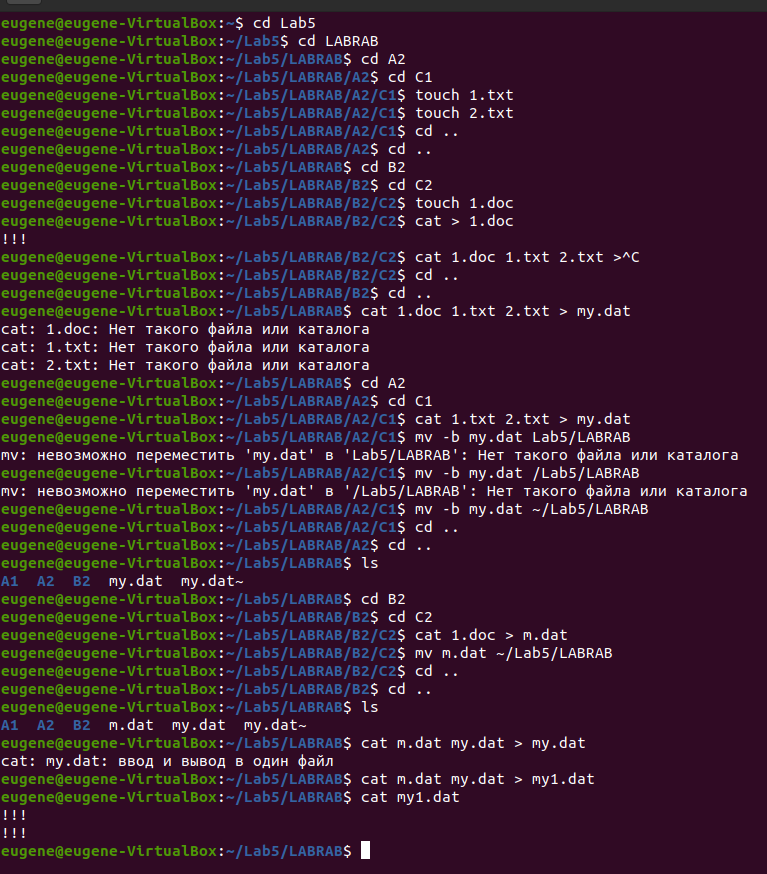 eugene@eugene-VirtualBox:~$ cd Lab5
eugene@eugene-VirtualBox:~/Lab5$ cd LABRAB
eugene@eugene-VirtualBox:~/Lab5/LABRAB$ cd A2
eugene@eugene-VirtualBox:~/Lab5/LABRAB/A2$ cd C1
eugene@eugene-VirtualBox:~/Lab5/LABRAB/A2/C1$ touch 1.txt
eugene@eugene-VirtualBox:~/Lab5/LABRAB/A2/C1$ touch 2.txt
eugene@eugene-VirtualBox:~/Lab5/LABRAB/A2/C1$ cd ..
eugene@eugene-VirtualBox:~/Lab5/LABRAB/A2$ cd ..
eugene@eugene-VirtualBox:~/Lab5/LABRAB$ cd B2
eugene@eugene-VirtualBox:~/Lab5/LABRAB/B2$ cd C2
eugene@eugene-VirtualBox:~/Lab5/LABRAB/B2/C2$ touch 1.doc
eugene@eugene-VirtualBox:~/Lab5/LABRAB/B2/C2$ cat > 1.doc
!!!
eugene@eugene-VirtualBox:~/Lab5/LABRAB/B2/C2$ cat 1.doc 1.txt 2.txt >^C
eugene@eugene-VirtualBox:~/Lab5/LABRAB/B2/C2$ cd ..
eugene@eugene-VirtualBox:~/Lab5/LABRAB/B2$ cd ..
eugene@eugene-VirtualBox:~/Lab5/LABRAB$ cat 1.doc 1.txt 2.txt > my.dat
cat: 1.doc: Нет такого файла или каталога
cat: 1.txt: Нет такого файла или каталога
cat: 2.txt: Нет такого файла или каталога
eugene@eugene-VirtualBox:~/Lab5/LABRAB$ cd A2
eugene@eugene-VirtualBox:~/Lab5/LABRAB/A2$ cd C1
eugene@eugene-VirtualBox:~/Lab5/LABRAB/A2/C1$ cat 1.txt 2.txt > my.dat
eugene@eugene-VirtualBox:~/Lab5/LABRAB/A2/C1$ mv -b my.dat Lab5/LABRAB
mv: невозможно переместить 'my.dat' в 'Lab5/LABRAB': Нет такого файла или каталога
eugene@eugene-VirtualBox:~/Lab5/LABRAB/A2/C1$ mv -b my.dat /Lab5/LABRAB
mv: невозможно переместить 'my.dat' в '/Lab5/LABRAB': Нет такого файла или каталога
eugene@eugene-VirtualBox:~/Lab5/LABRAB/A2/C1$ mv -b my.dat ~/Lab5/LABRAB
eugene@eugene-VirtualBox:~/Lab5/LABRAB/A2/C1$ cd ..
eugene@eugene-VirtualBox:~/Lab5/LABRAB/A2$ cd ..
eugene@eugene-VirtualBox:~/Lab5/LABRAB$ ls
A1  A2  B2  my.dat  my.dat~
eugene@eugene-VirtualBox:~/Lab5/LABRAB$ cd B2
eugene@eugene-VirtualBox:~/Lab5/LABRAB/B2$ cd C2
eugene@eugene-VirtualBox:~/Lab5/LABRAB/B2/C2$ cat 1.doc > m.dat
eugene@eugene-VirtualBox:~/Lab5/LABRAB/B2/C2$ mv m.dat ~/Lab5/LABRAB
eugene@eugene-VirtualBox:~/Lab5/LABRAB/B2/C2$ cd ..
eugene@eugene-VirtualBox:~/Lab5/LABRAB/B2$ cd ..
eugene@eugene-VirtualBox:~/Lab5/LABRAB$ ls
A1  A2  B2  m.dat  my.dat  my.dat~
eugene@eugene-VirtualBox:~/Lab5/LABRAB$ cat m.dat my.dat > my.dat
cat: my.dat: ввод и вывод в один файл
eugene@eugene-VirtualBox:~/Lab5/LABRAB$ cat m.dat my.dat > my1.dat
eugene@eugene-VirtualBox:~/Lab5/LABRAB$ cat my1.dat
!!!
!!!
eugene@eugene-VirtualBox:~/Lab5/LABRAB$